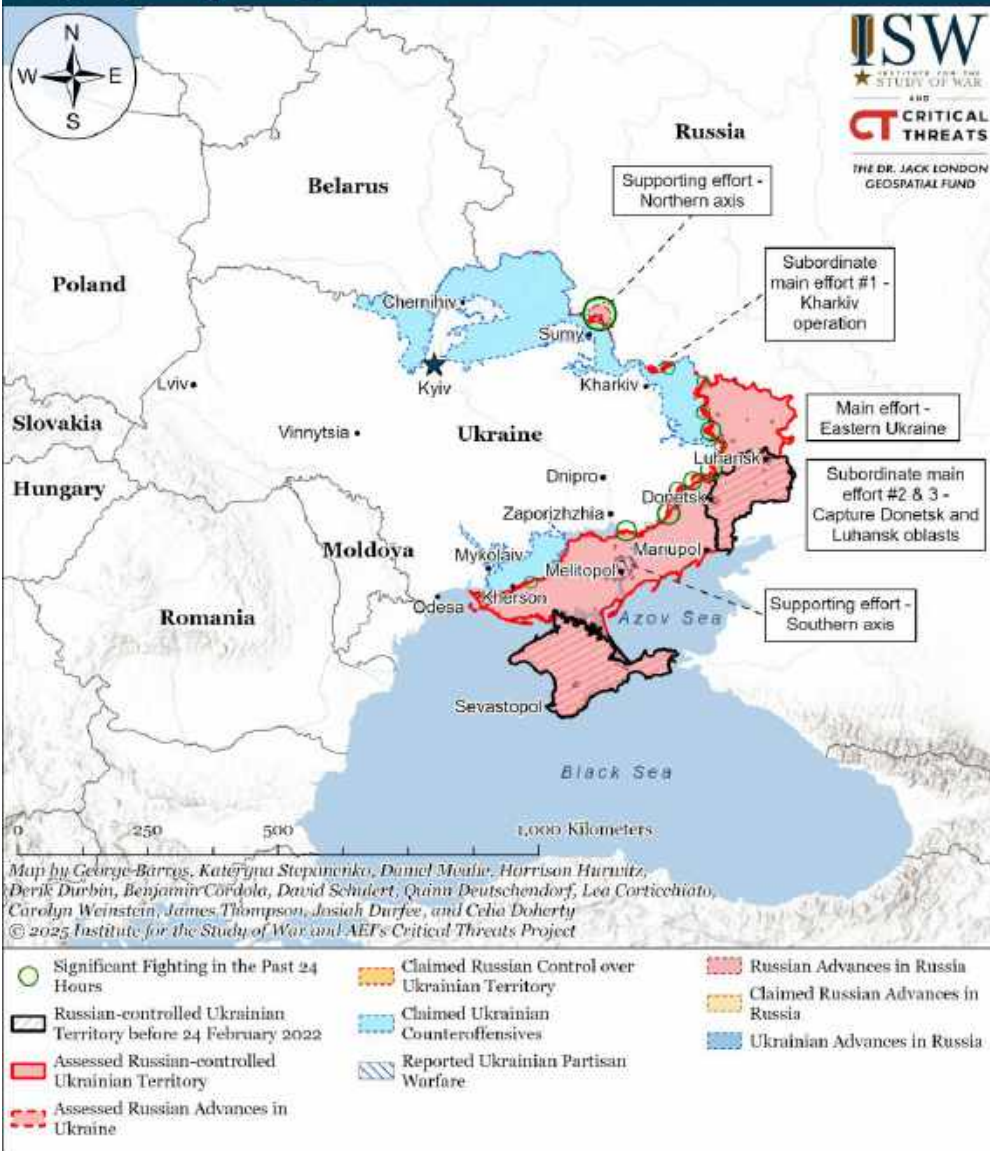 N
W E
S
ISW
INSTITUTE FOR THE
STUDY OF WAR
AND
CT CRITICAL
THREATS
THE DR. JACK LONDON
GEOSPATIAL FUND
Russia
Supporting effort -
Northern axis
Belarus
Subordinate
main effort #1 -
Kharkiv
operation
Poland
Chernihiv
Sumy
Kyiv
Lviv
Kharkiv
Slovakia
Vinnytsia
Ukraine
Main effort -
Eastern Ukraine
Luhansk
Hungary
Dnipro
Donetsk
Subordinate main
effort #2 & 3 -
Capture Donetsk and
Luhansk oblasts
Zaporizhzhia
Moldova
Mykolaiv
Mariupol
Melitopol
Kherson
Odesa
Romania
Azov Sea
Supporting effort -
Southern axis
Sevastopol
Black Sea
0 250 500 1,000 Kilometers
Map by George Barros, Kateryna Stepanenko, Daniel Mealie, Harrison Hurwitz,
Derik Durbin, Benjamin Cordola, David Schulert, Quinn Deutschendorf, Lea Corticchiato,
Carolyn Weinstein, James Thompson, Josiah Durfee, and Celia Doherty
© 2025 Institute for the Study of War and AEI's Critical Threats Project
Significant Fighting in the Past 24
Hours
Russian-controlled Ukrainian
Territory before 24 February 2022
Assessed Russian-controlled
Ukrainian Territory
Assessed Russian Advances in
Ukraine
Claimed Russian Control over
Ukrainian Territory
Claimed Ukrainian
Counteroffensives
Reported Ukrainian Partisan
Warfare
Russian Advances in Russia
Claimed Russian Advances in
Russia
Ukrainian Advances in Russia